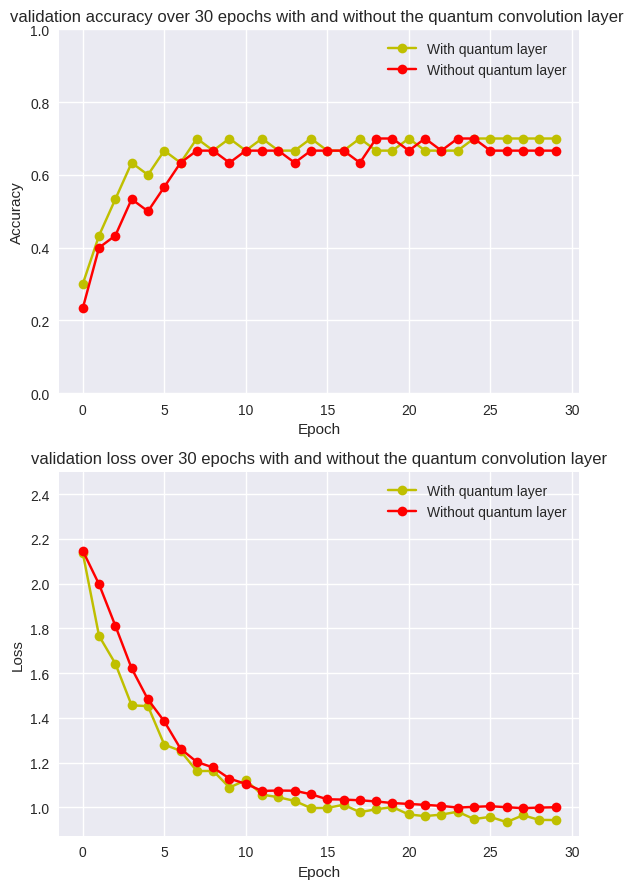 validation accuracy over 30 epochs with and without the quantum convolution layer
1.0
With quantum layer
Without quantum layer
0.8
0.6
Accuracy
0.4
0.2
0.0
0 5 10 15 20 25 30
Epoch
validation loss over 30 epochs with and without the quantum convolution layer
2.4
With quantum layer
Without quantum layer
2.2
2.0
1.8
Loss
1.6
1.4
1.2
1.0
0 5 10 15 20 25 30
Epoch